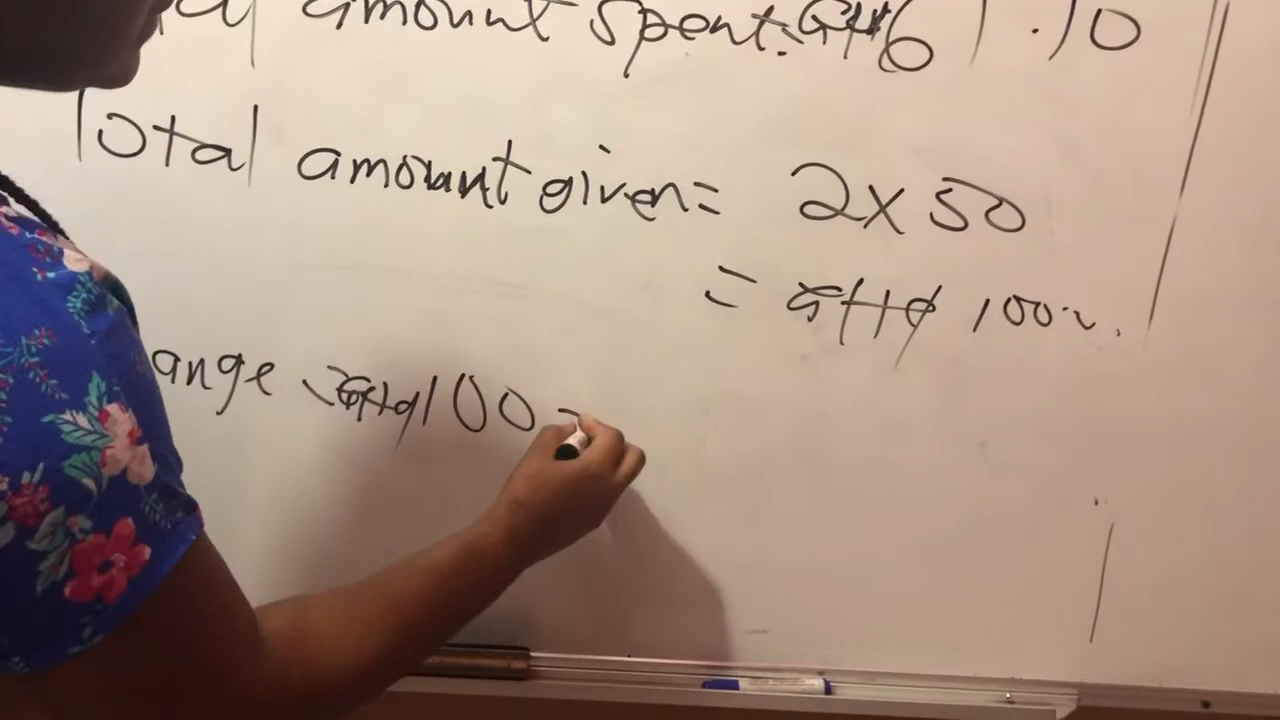 amount spent: GH¢61.10
Total amount given = 2x50
= GH¢ 100
ange = GH¢100 -